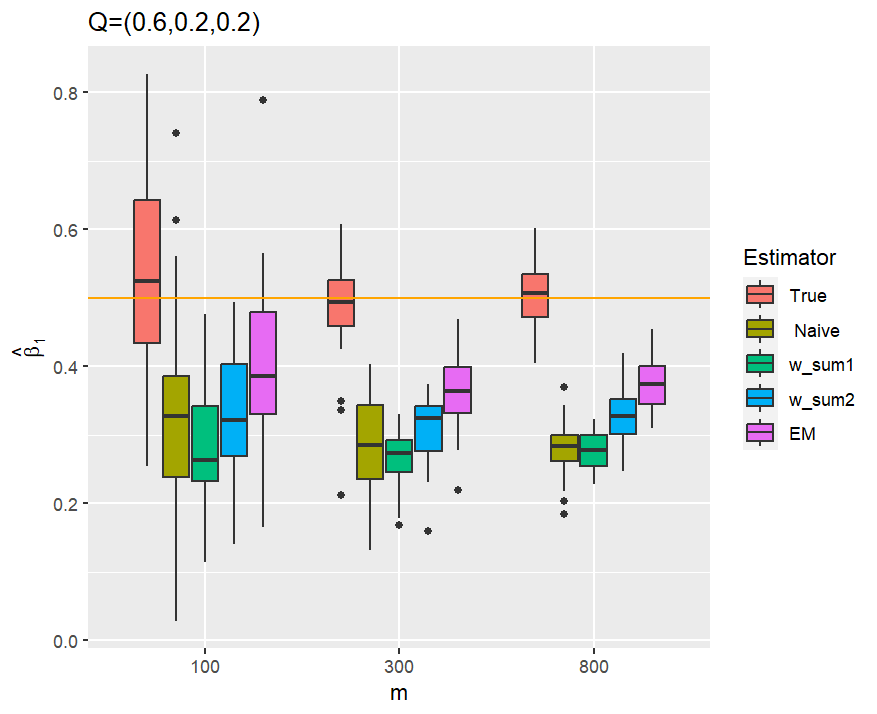 Q=(0.6,0.2,0.2)
0.8
0.6
0.4
0.2
0.0
β̂₁
100 300 800
m
Estimator
True
Naive
w_sum1
w_sum2
EM